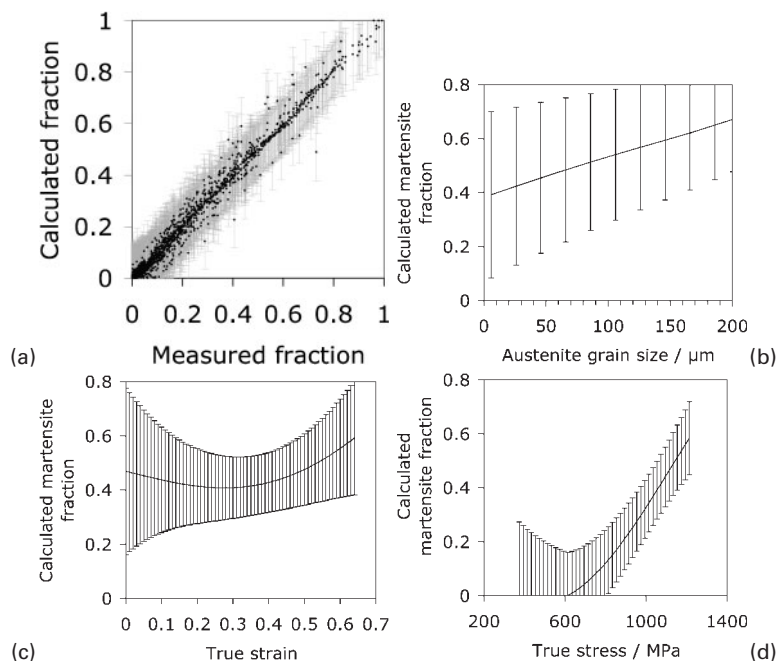 1
0.8
0.6
0.4
0.2
0
0 0.2 0.4 0.6 0.8 1
Calculated fraction
Measured fraction
(a)
0.8
0.6
0.4
0.2
0
0 50 100 150 200
Calculated martensite
fraction
Austenite grain size / μm
(b)
0.8
0.6
0.4
0.2
0
0 0.1 0.2 0.3 0.4 0.5 0.6 0.7
Calculated martensite
fraction
True strain
(c)
0.8
0.6
0.4
0.2
0
200 600 1000 1400
Calculated
martensite fraction
True stress / MPa
(d)